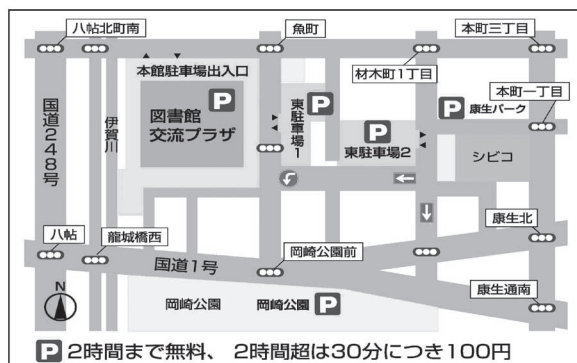 八帖北町南
魚町
本町三丁目
本館駐車場出入口
材木町1丁目
P
P
P 康生パーク
本町一丁目
国道248号
伊賀川
図書館
交流プラザ
東駐車場1
P
東駐車場2
シビコ
八帖
龍城橋西
岡崎公園前
康生北
国道1号
N
岡崎公園
岡崎公園 P
康生通南
P 2時間まで無料、 2時間超は30分につき100円